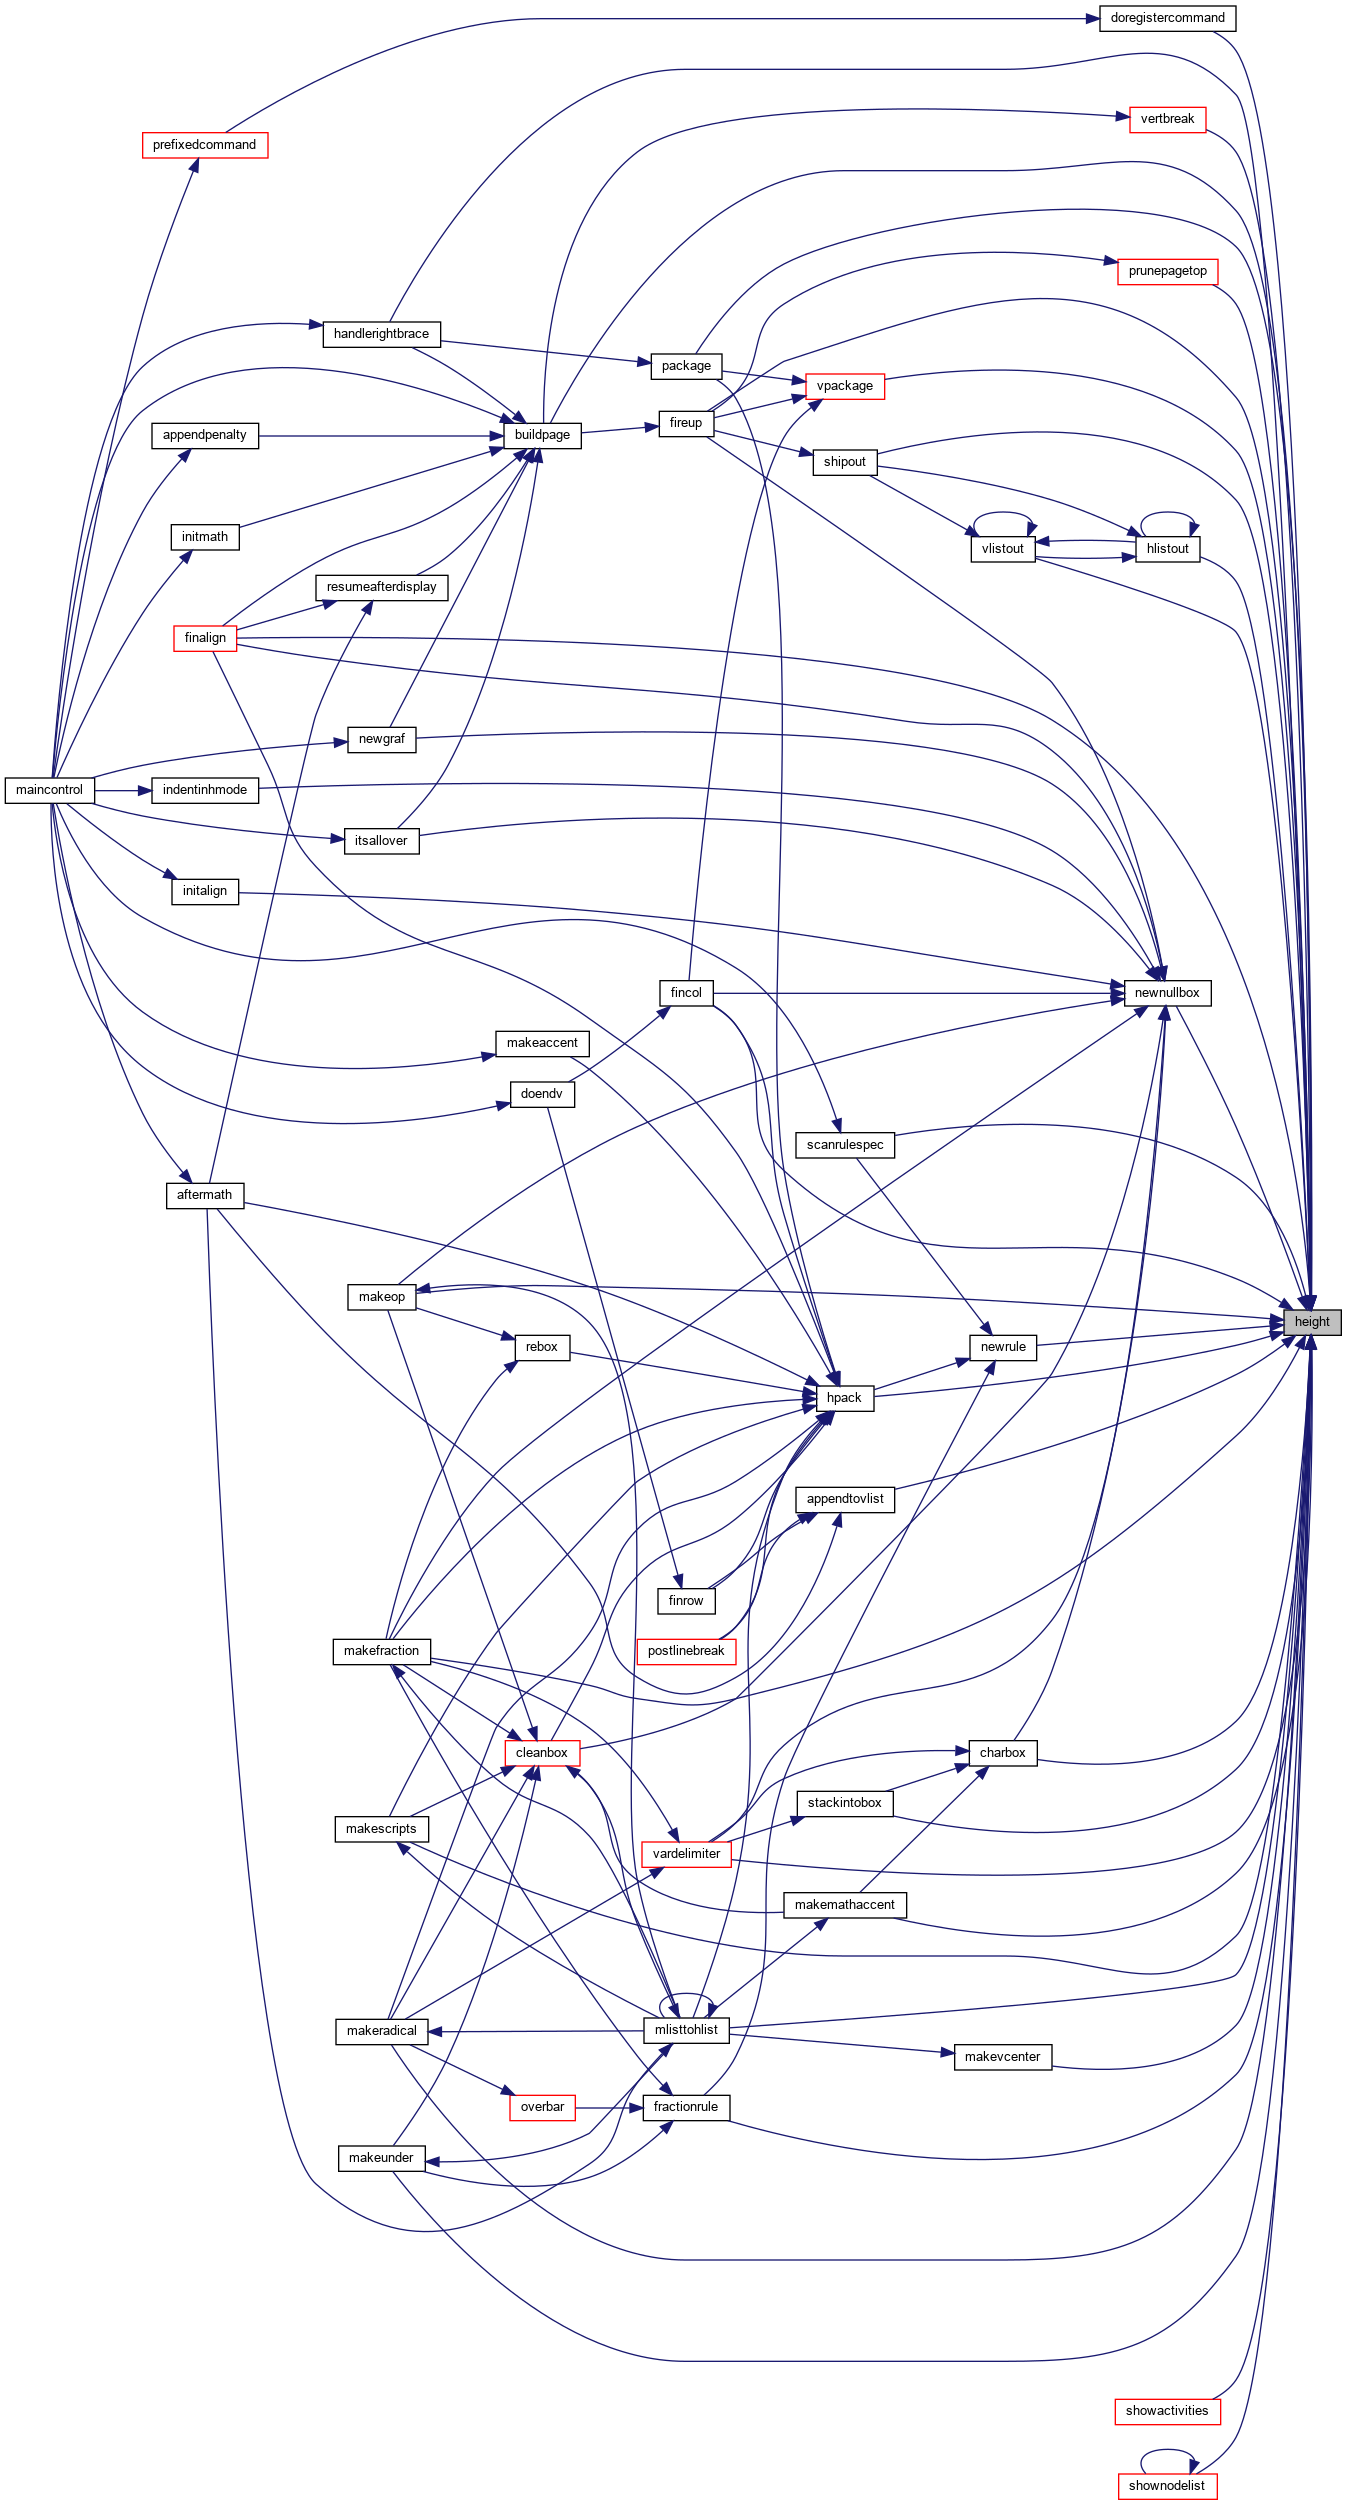 doregistercommand
vertbreak
prefixedcommand
prunepagetop
handlerightbrace
package
vpackage
fireup
appendpenalty
buildpage
shipout
initmath
vlistout
hlistout
resumeafterdisplay
finalign
newgraf
maincontrol
indentinhmode
itsallover
initalign
fincol
newnullbox
makeaccent
doendv
scanrulespec
aftermath
makeop
height
rebox
newrule
hpack
appendtovlist
finrow
makefraction
postlinebreak
cleanbox
charbox
stackintobox
makescripts
vardelimiter
makemathaccent
makeradical
mlisttohlist
makevcenter
overbar
fractionrule
makeunder
showactivities
shownodelist